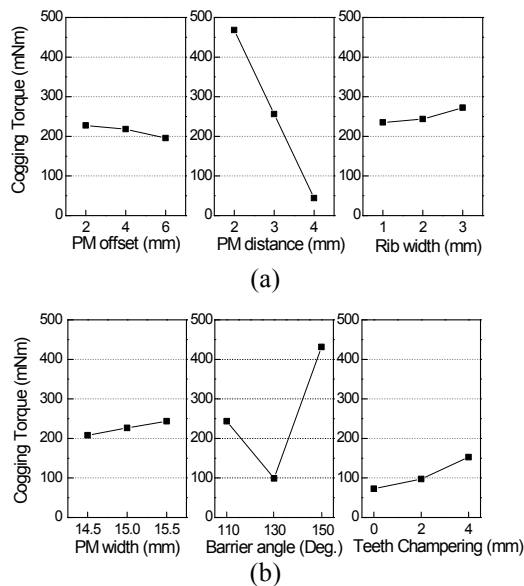 500
400
300
200
100
0
Cogging Torque (mNm)
2 4 6
PM offset (mm)
500
400
300
200
100
0
2 3 4
PM distance (mm)
500
400
300
200
100
0
1 2 3
Rib width (mm)
(a)
500
400
300
200
100
0
Cogging Torque (mNm)
14.5 15.0 15.5
PM width (mm)
500
400
300
200
100
0
110 130 150
Barrier angle (Deg.)
500
400
300
200
100
0
0 2 4
Teeth Champering (mm)
(b)